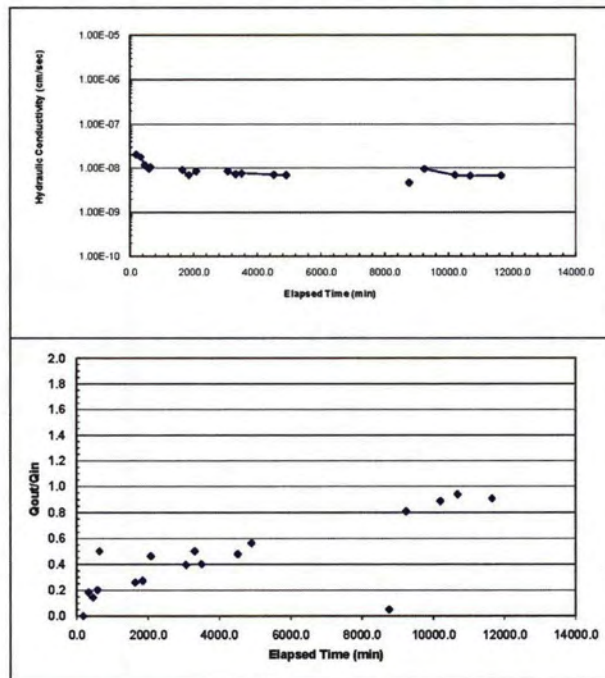 Hydraulic Conductivity (cm/sec)
1.00E-05
1.00E-06
1.00E-07
1.00E-08
1.00E-09
1.00E-10
0.0 2000.0 4000.0 6000.0 8000.0 10000.0 12000.0 14000.0
Elapsed Time (min)
Qout/Qin
2.0
1.8
1.6
1.4
1.2
1.0
0.8
0.6
0.4
0.2
0.0
0.0 2000.0 4000.0 6000.0 8000.0 10000.0 12000.0 14000.0
Elapsed Time (min)